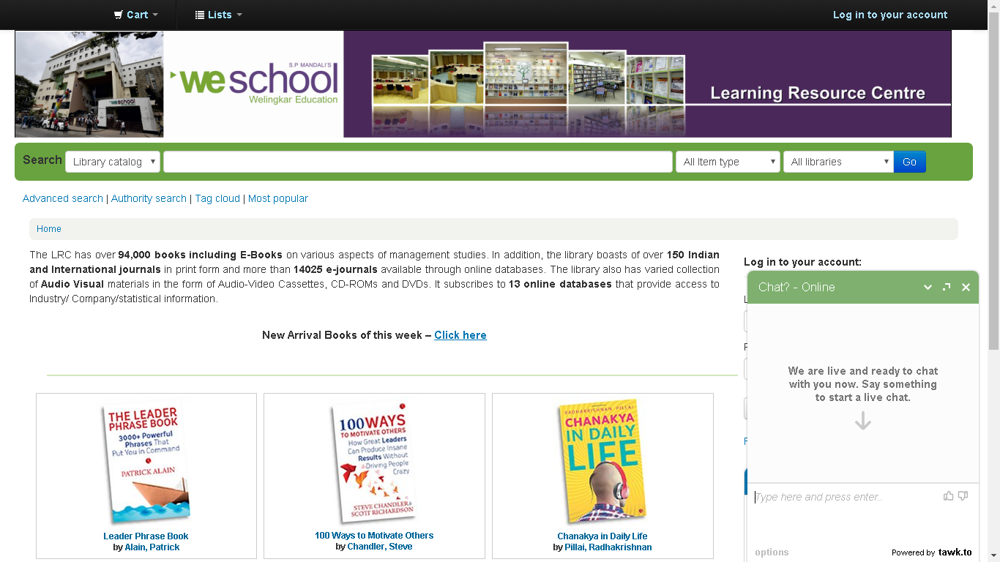 Cart
Lists
Log in to your account
S.P MANDALI'S
we school
Welingkar Education
weschool
Learning Resource Centre
Search
Library catalog
All Item type
All libraries
Go
Advanced search | Authority search | Tag cloud | Most popular
Home
The LRC has over 94,000 books including E-Books on various aspects of management studies. In addition, the library boasts of over 150 Indian
and International journals in print form and more than 14025 e-journals available through online databases. The library also has varied collection
of Audio Visual materials in the form of Audio-Video Cassettes, CD-ROMs and DVDs. It subscribes to 13 online databases that provide access to
Industry/ Company/statistical information.
New Arrival Books of this week – Click here
THE LEADER
PHRASE BOOK
3000+ Powerful
Phrases That
Put You in Command
PATRICK ALAIN
Leader Phrase Book
by Alain, Patrick
100 WAYS
TO MOTIVATE OTHERS
How Great Leaders
Can Produce Insane
Results Without
Driving People
Crazy
STEVE CHANDLER &
SCOTT RICHARDSON
100 Ways to Motivate Others
by Chandler, Steve
RADHAKRISHNAN PILLAI
CHANAKYA
IN DAILY
LIFE
Chanakya in Daily Life
by Pillai, Radhakrishnan
Log in to your account:
Chat? - Online
We are live and ready to chat
with you now. Say something
to start a live chat.
Type here and press enter..
options
Powered by tawk.to